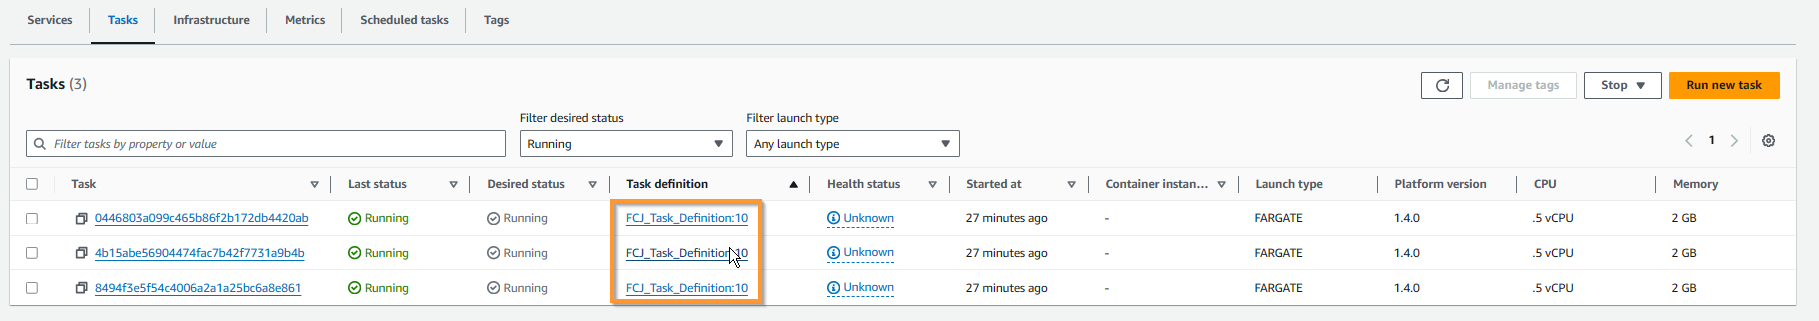 Services Tasks Infrastructure Metrics Scheduled tasks Tags
Tasks (3) Manage tags Stop Run new task
Filter desired status Filter launch type
Filter tasks by property or value Running Any launch type 1
Task Last status Desired status Task definition Health status Started at Container instan... Launch type Platform version CPU Memory
0446803a099c465b86f2b172db4420ab Running Running FCJ_Task_Definition:10 Unknown 27 minutes ago - FARGATE 1.4.0 .5 vCPU 2 GB
4b15abe56904474fac7b42f7731a9b4b Running Running FCJ_Task_Definition:10 Unknown 27 minutes ago - FARGATE 1.4.0 .5 vCPU 2 GB
8494f3e5f54c4006a2a1a25bc6a8e861 Running Running FCJ_Task_Definition:10 Unknown 27 minutes ago - FARGATE 1.4.0 .5 vCPU 2 GB